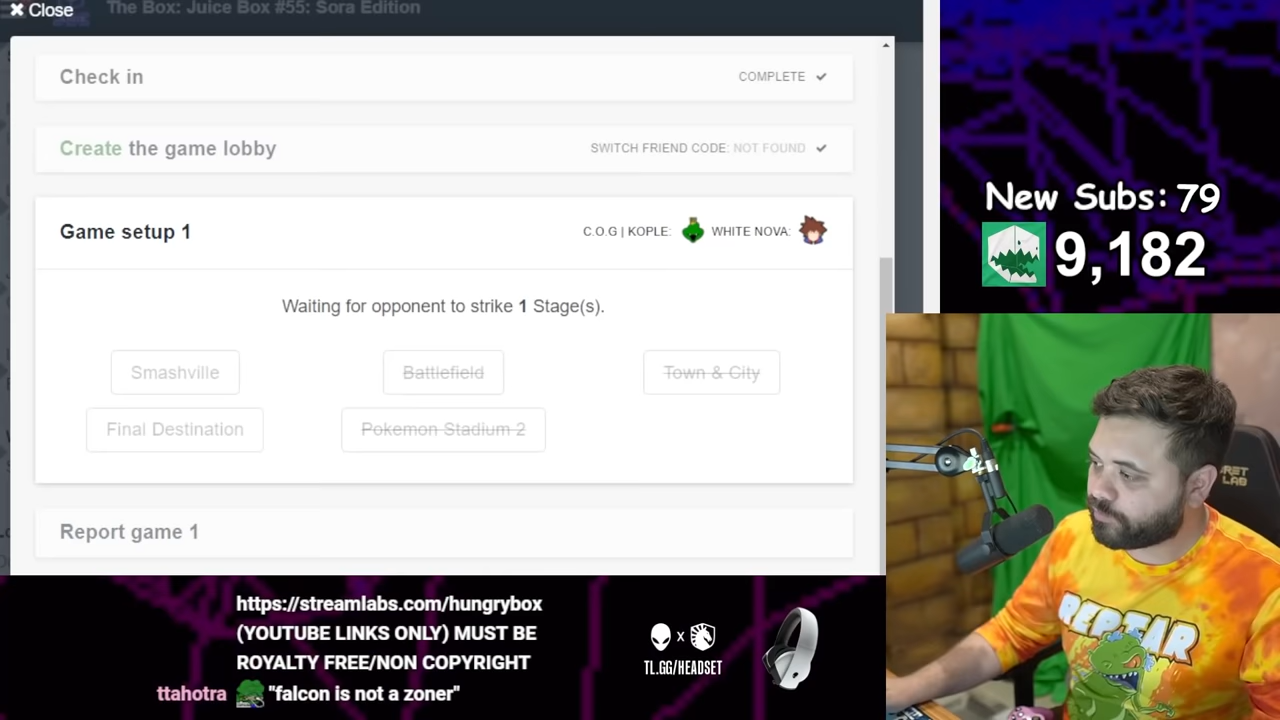 ✖ Close
The Box: Juice Box #55: Sora Edition
Check in
COMPLETE ✔
Create the game lobby
SWITCH FRIEND CODE: NOT FOUND ✔
Game setup 1
C.O.G | KOPLE:
WHITE NOVA:
Waiting for opponent to strike 1 Stage(s).
Smashville
Battlefield
Town & City
Final Destination
Pokemon Stadium 2
Report game 1
New Subs: 79
9,182
RET
LAB
REPTAR
https://streamlabs.com/hungrybox
(YOUTUBE LINKS ONLY) MUST BE
ROYALTY FREE/NON COPYRIGHT
ttahotra "falcon is not a zoner"
X
TL.GG/HEADSET